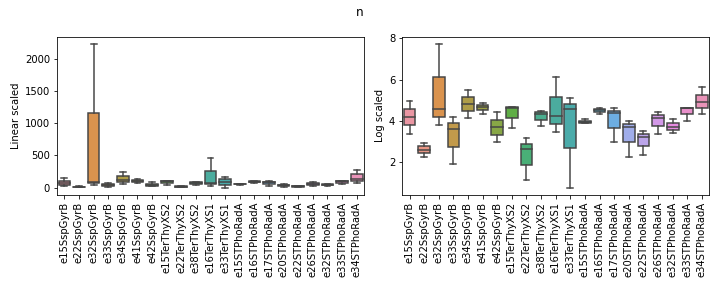 n
Linear scaled
2000
1500
1000
500
0
e15SspGyrB
e22SspGyrB
e32SspGyrB
e33SspGyrB
e34SspGyrB
e41SspGyrB
e42SspGyrB
e15TerThyXS2
e22TerThyXS2
e38TerThyXS2
e16TerThyXS1
e33TerThyXS1
e15STPhoRadA
e16STPhoRadA
e17STPhoRadA
e20STPhoRadA
e22STPhoRadA
e26STPhoRadA
e32STPhoRadA
e33STPhoRadA
e34STPhoRadA
Log scaled
8
6
4
2
e15SspGyrB
e22SspGyrB
e32SspGyrB
e33SspGyrB
e34SspGyrB
e41SspGyrB
e42SspGyrB
e15TerThyXS2
e22TerThyXS2
e38TerThyXS2
e16TerThyXS1
e33TerThyXS1
e15STPhoRadA
e16STPhoRadA
e17STPhoRadA
e20STPhoRadA
e22STPhoRadA
e26STPhoRadA
e32STPhoRadA
e33STPhoRadA
e34STPhoRadA